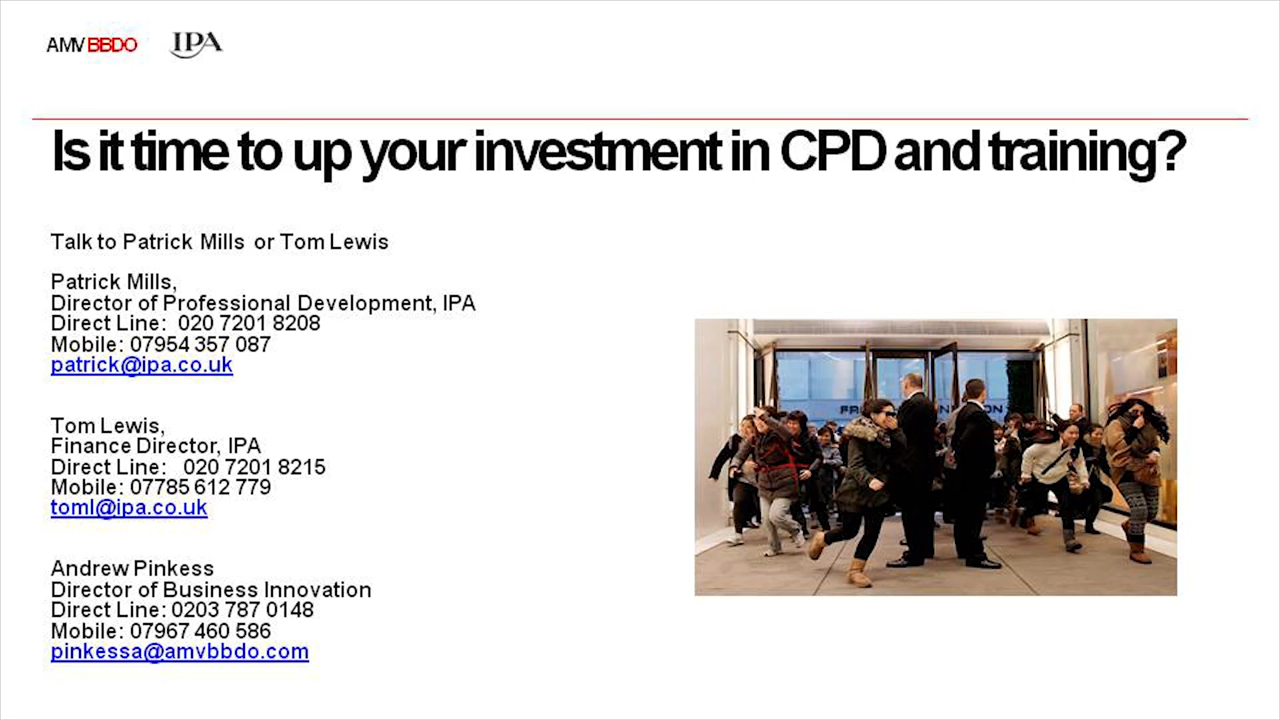 AMV BBDO IPA
Is it time to up your investment in CPD and training?
Talk to Patrick Mills or Tom Lewis
Patrick Mills,
Director of Professional Development, IPA
Direct Line: 020 7201 8208
Mobile: 07954 357 087
patrick@ipa.co.uk
Tom Lewis,
Finance Director, IPA
Direct Line: 020 7201 8215
Mobile: 07785 612 779
toml@ipa.co.uk
Andrew Pinkess
Director of Business Innovation
Direct Line: 0203 787 0148
Mobile: 07967 460 586
pinkessa@amvbbdo.com